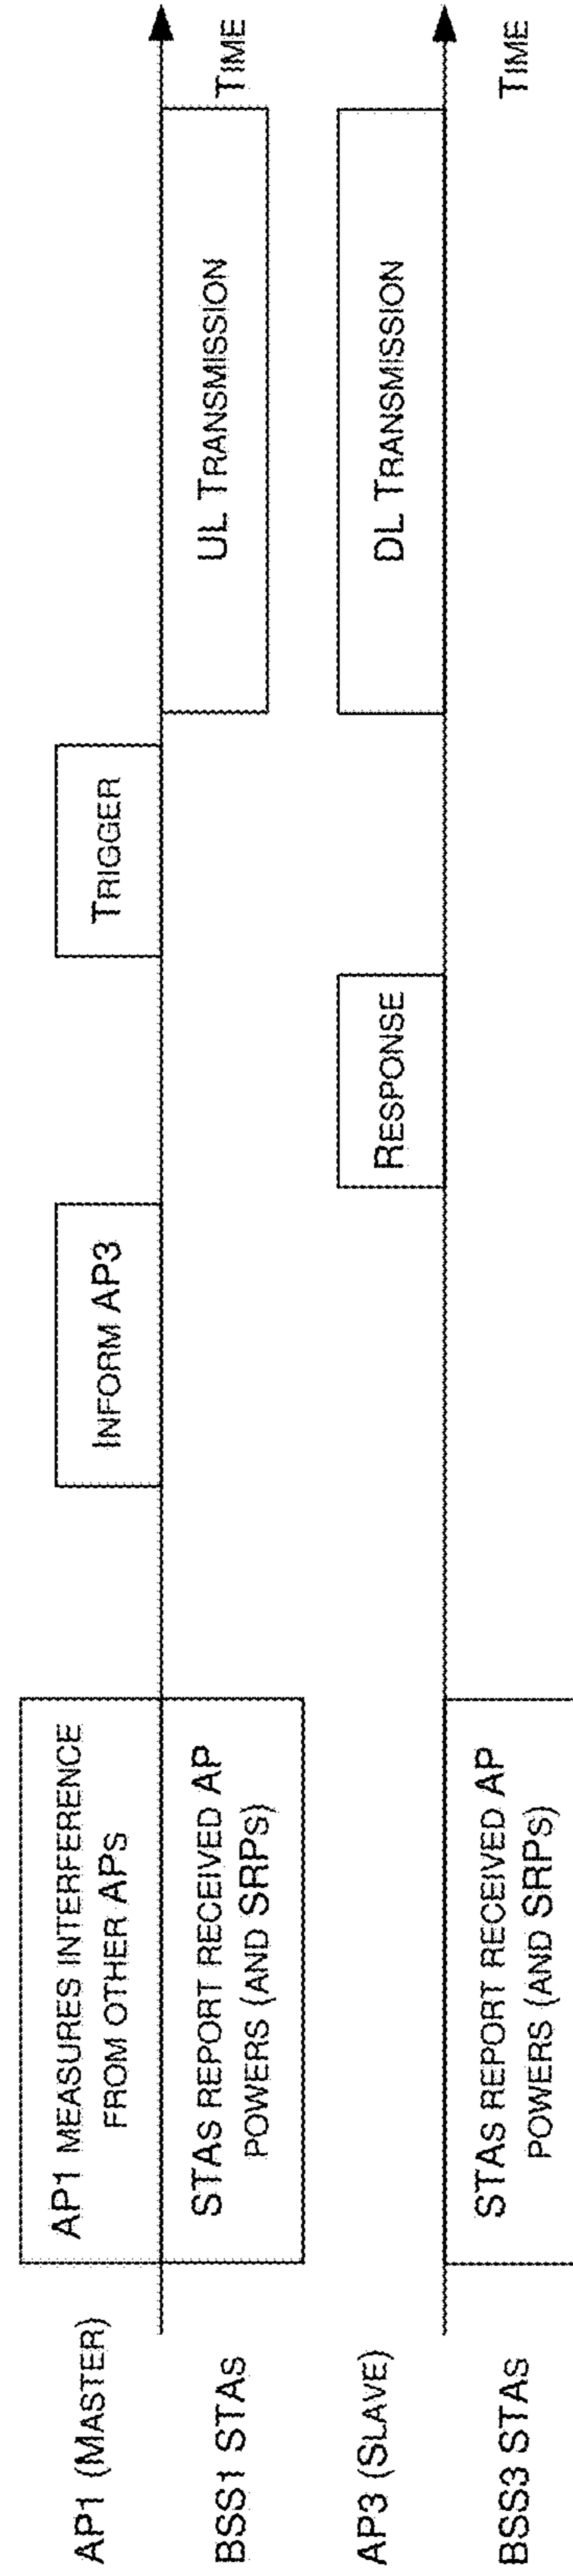 AP1 (MASTER)
AP1 MEASURES INTERFERENCE
FROM OTHER APS
INFORM AP3
TRIGGER
BSS1 STAS
STAS REPORT RECEIVED AP
POWERS (AND SRPS)
UL TRANSMISSION
TIME
AP3 (SLAVE)
RESPONSE
DL TRANSMISSION
BSS3 STAS
STAS REPORT RECEIVED AP
POWERS (AND SRPS)
TIME